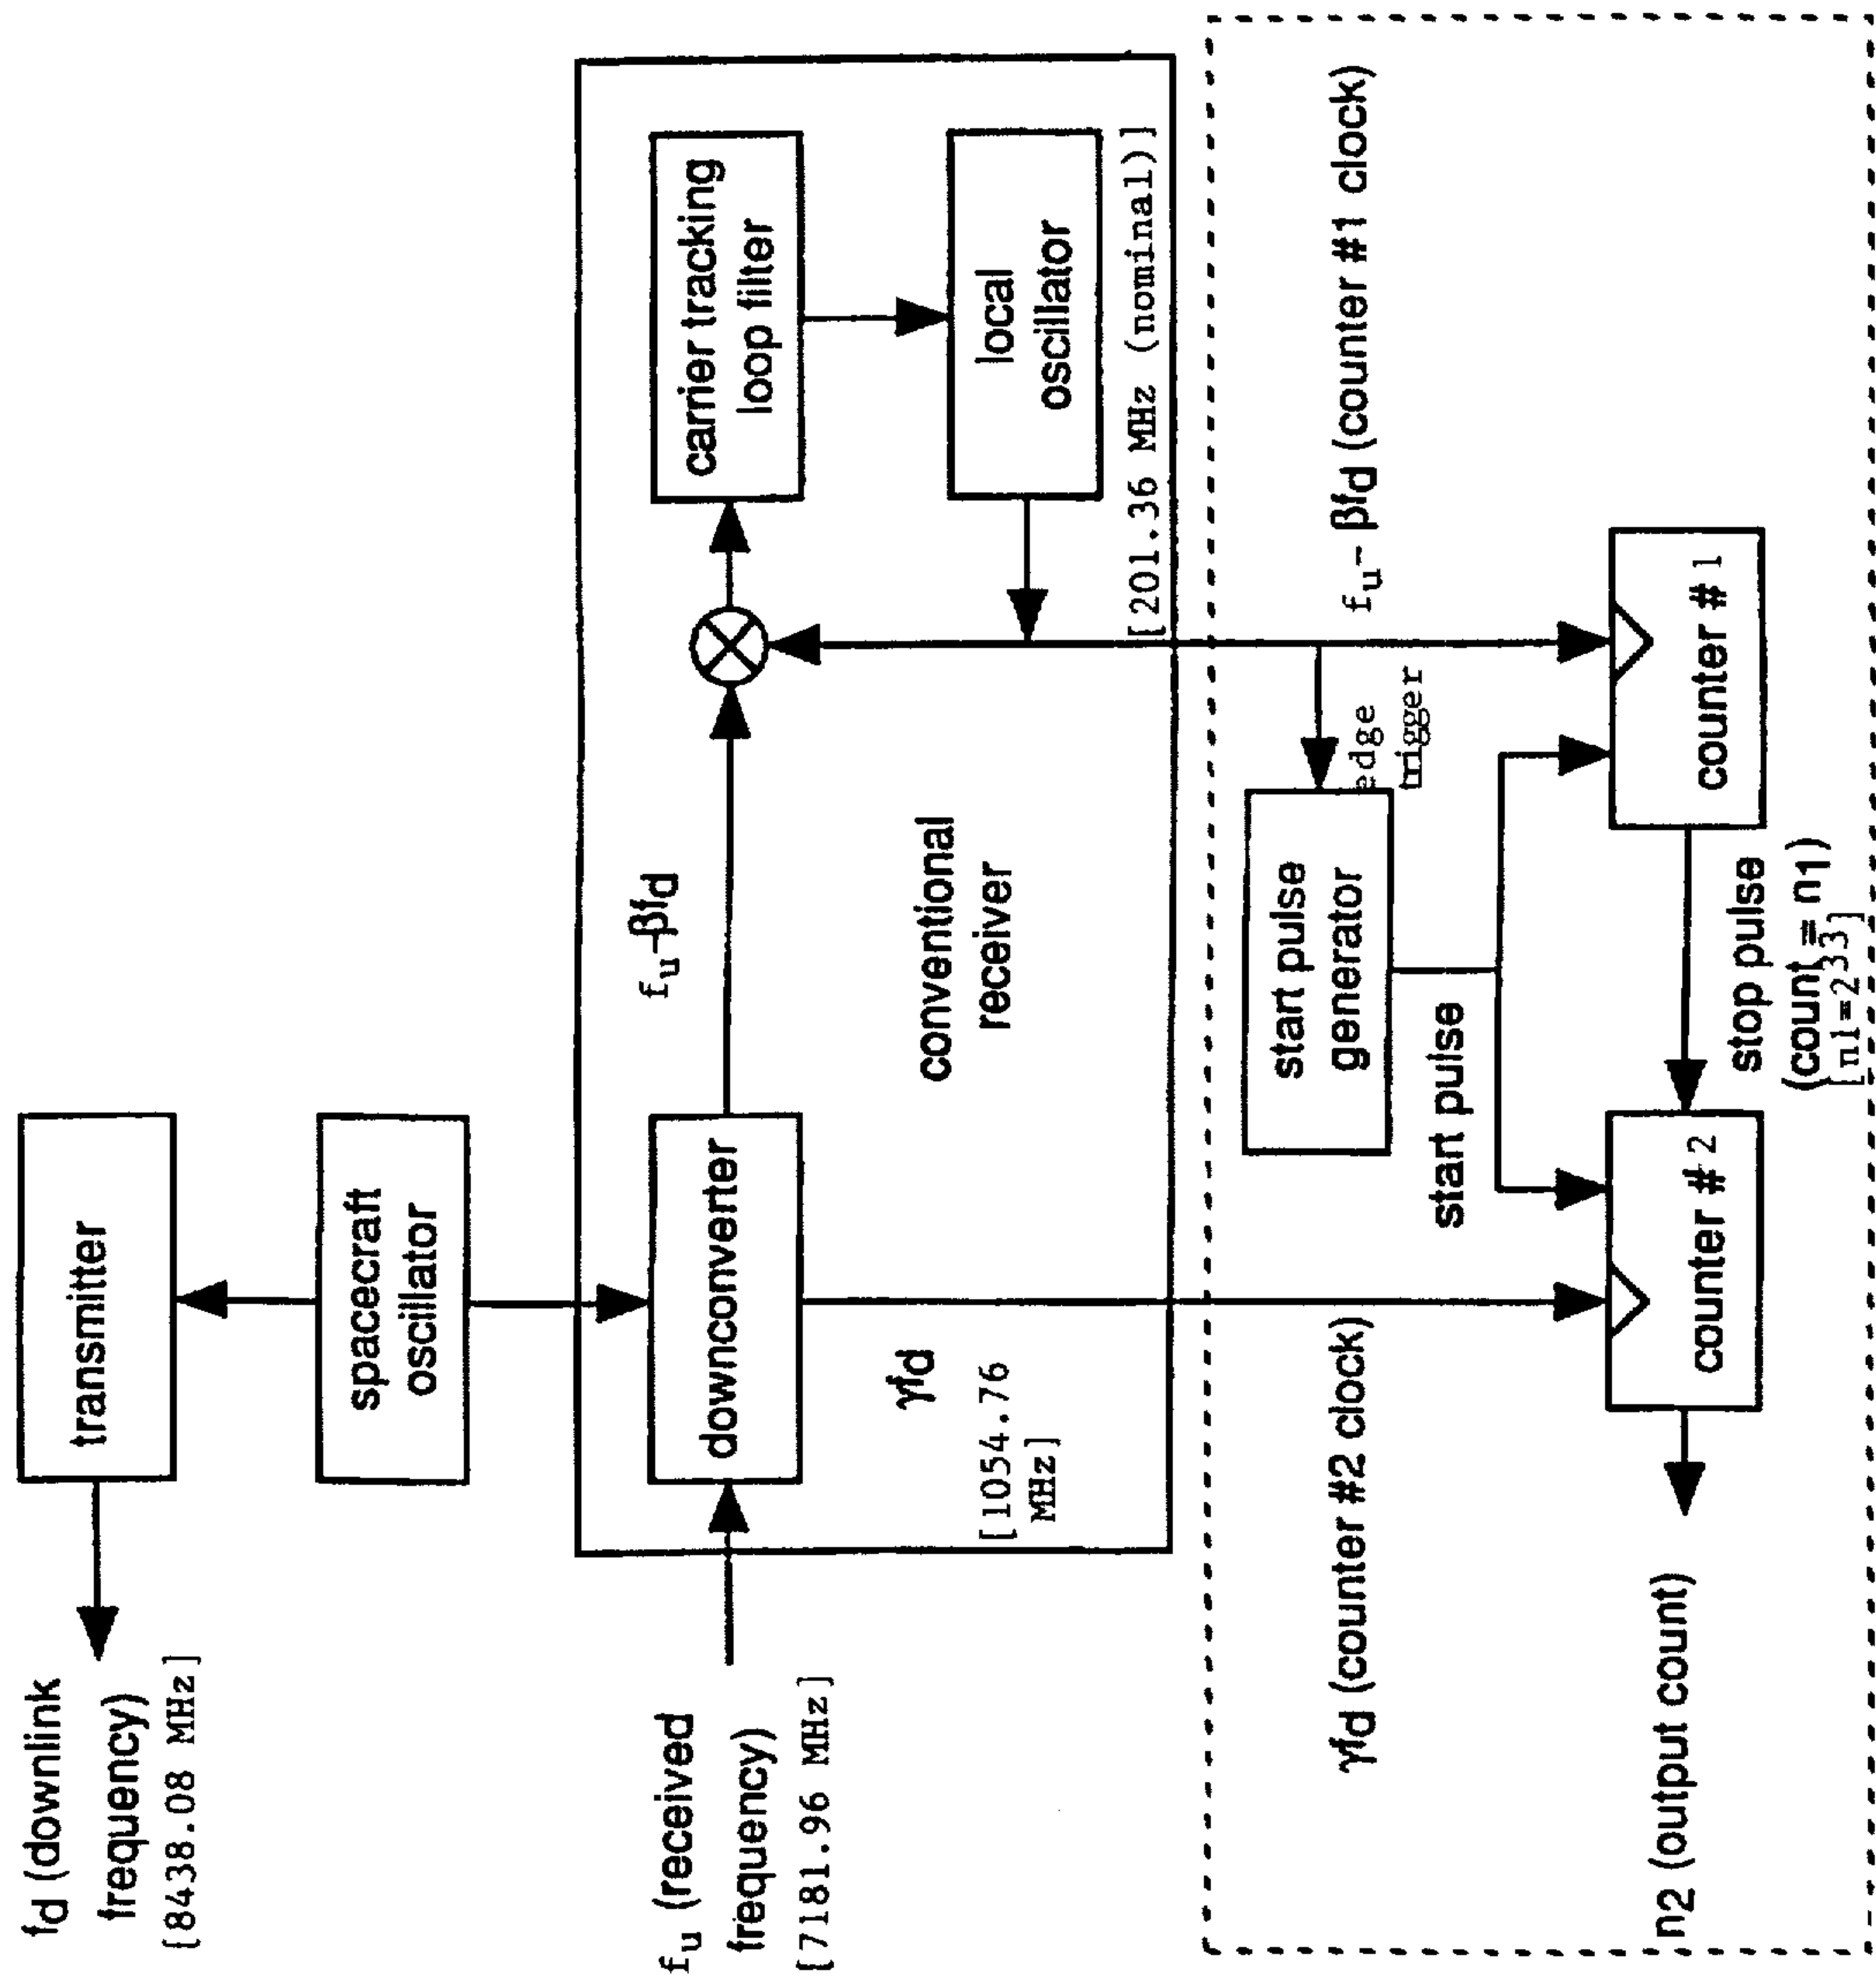 fd (downlink
frequency)
[8438.08 MHz]
transmitter
spacecraft
oscillator
fu (received
frequency)
[7181.96 MHz]
downconverter
fu-βfd
carrier tracking
loop filter
local
oscillator
[201.36 MHz (nominal)]
γfd
[1054.76
MHz]
conventional
receiver
γfd (counter #2 clock)
start pulse
generator
edge
trigger
fu- βfd (counter #1 clock)
start pulse
n2 (output count)
counter # 2
counter # 1
stop pulse
(count = n1)
[n1=233]